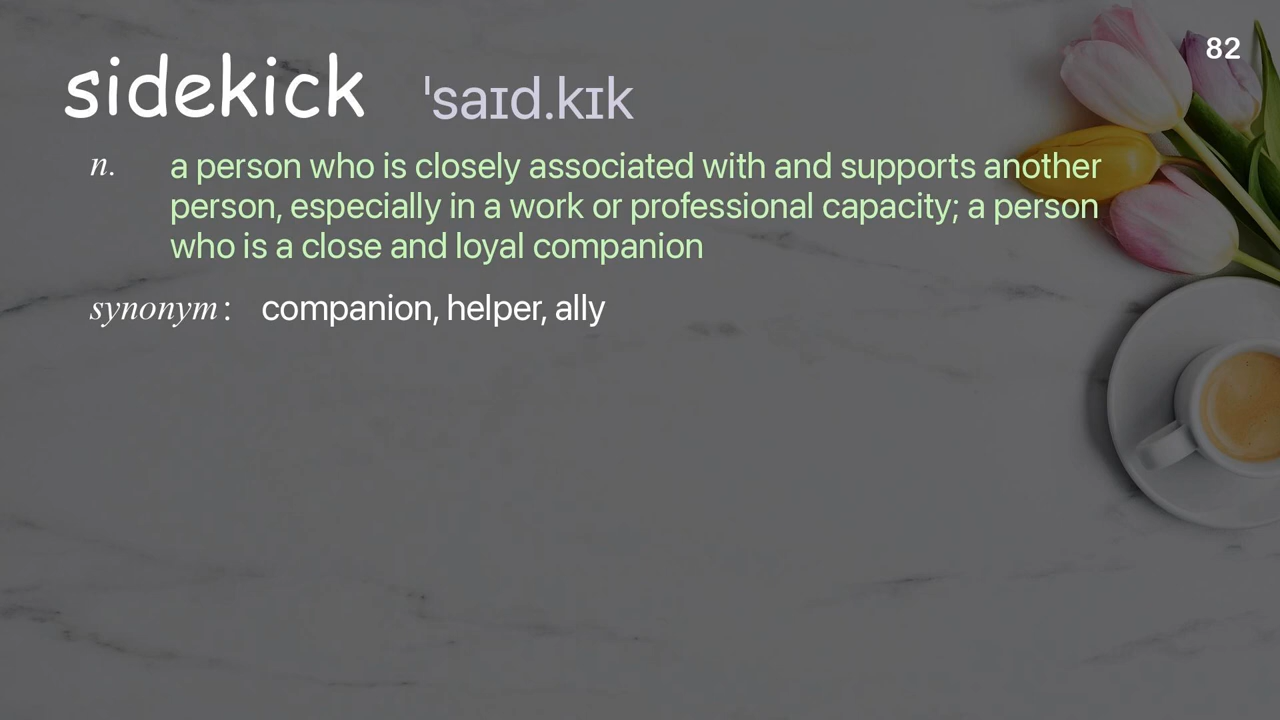 82
sidekick ˈsaɪd.kɪk
n. a person who is closely associated with and supports another
person, especially in a work or professional capacity; a person
who is a close and loyal companion
synonym: companion, helper, ally